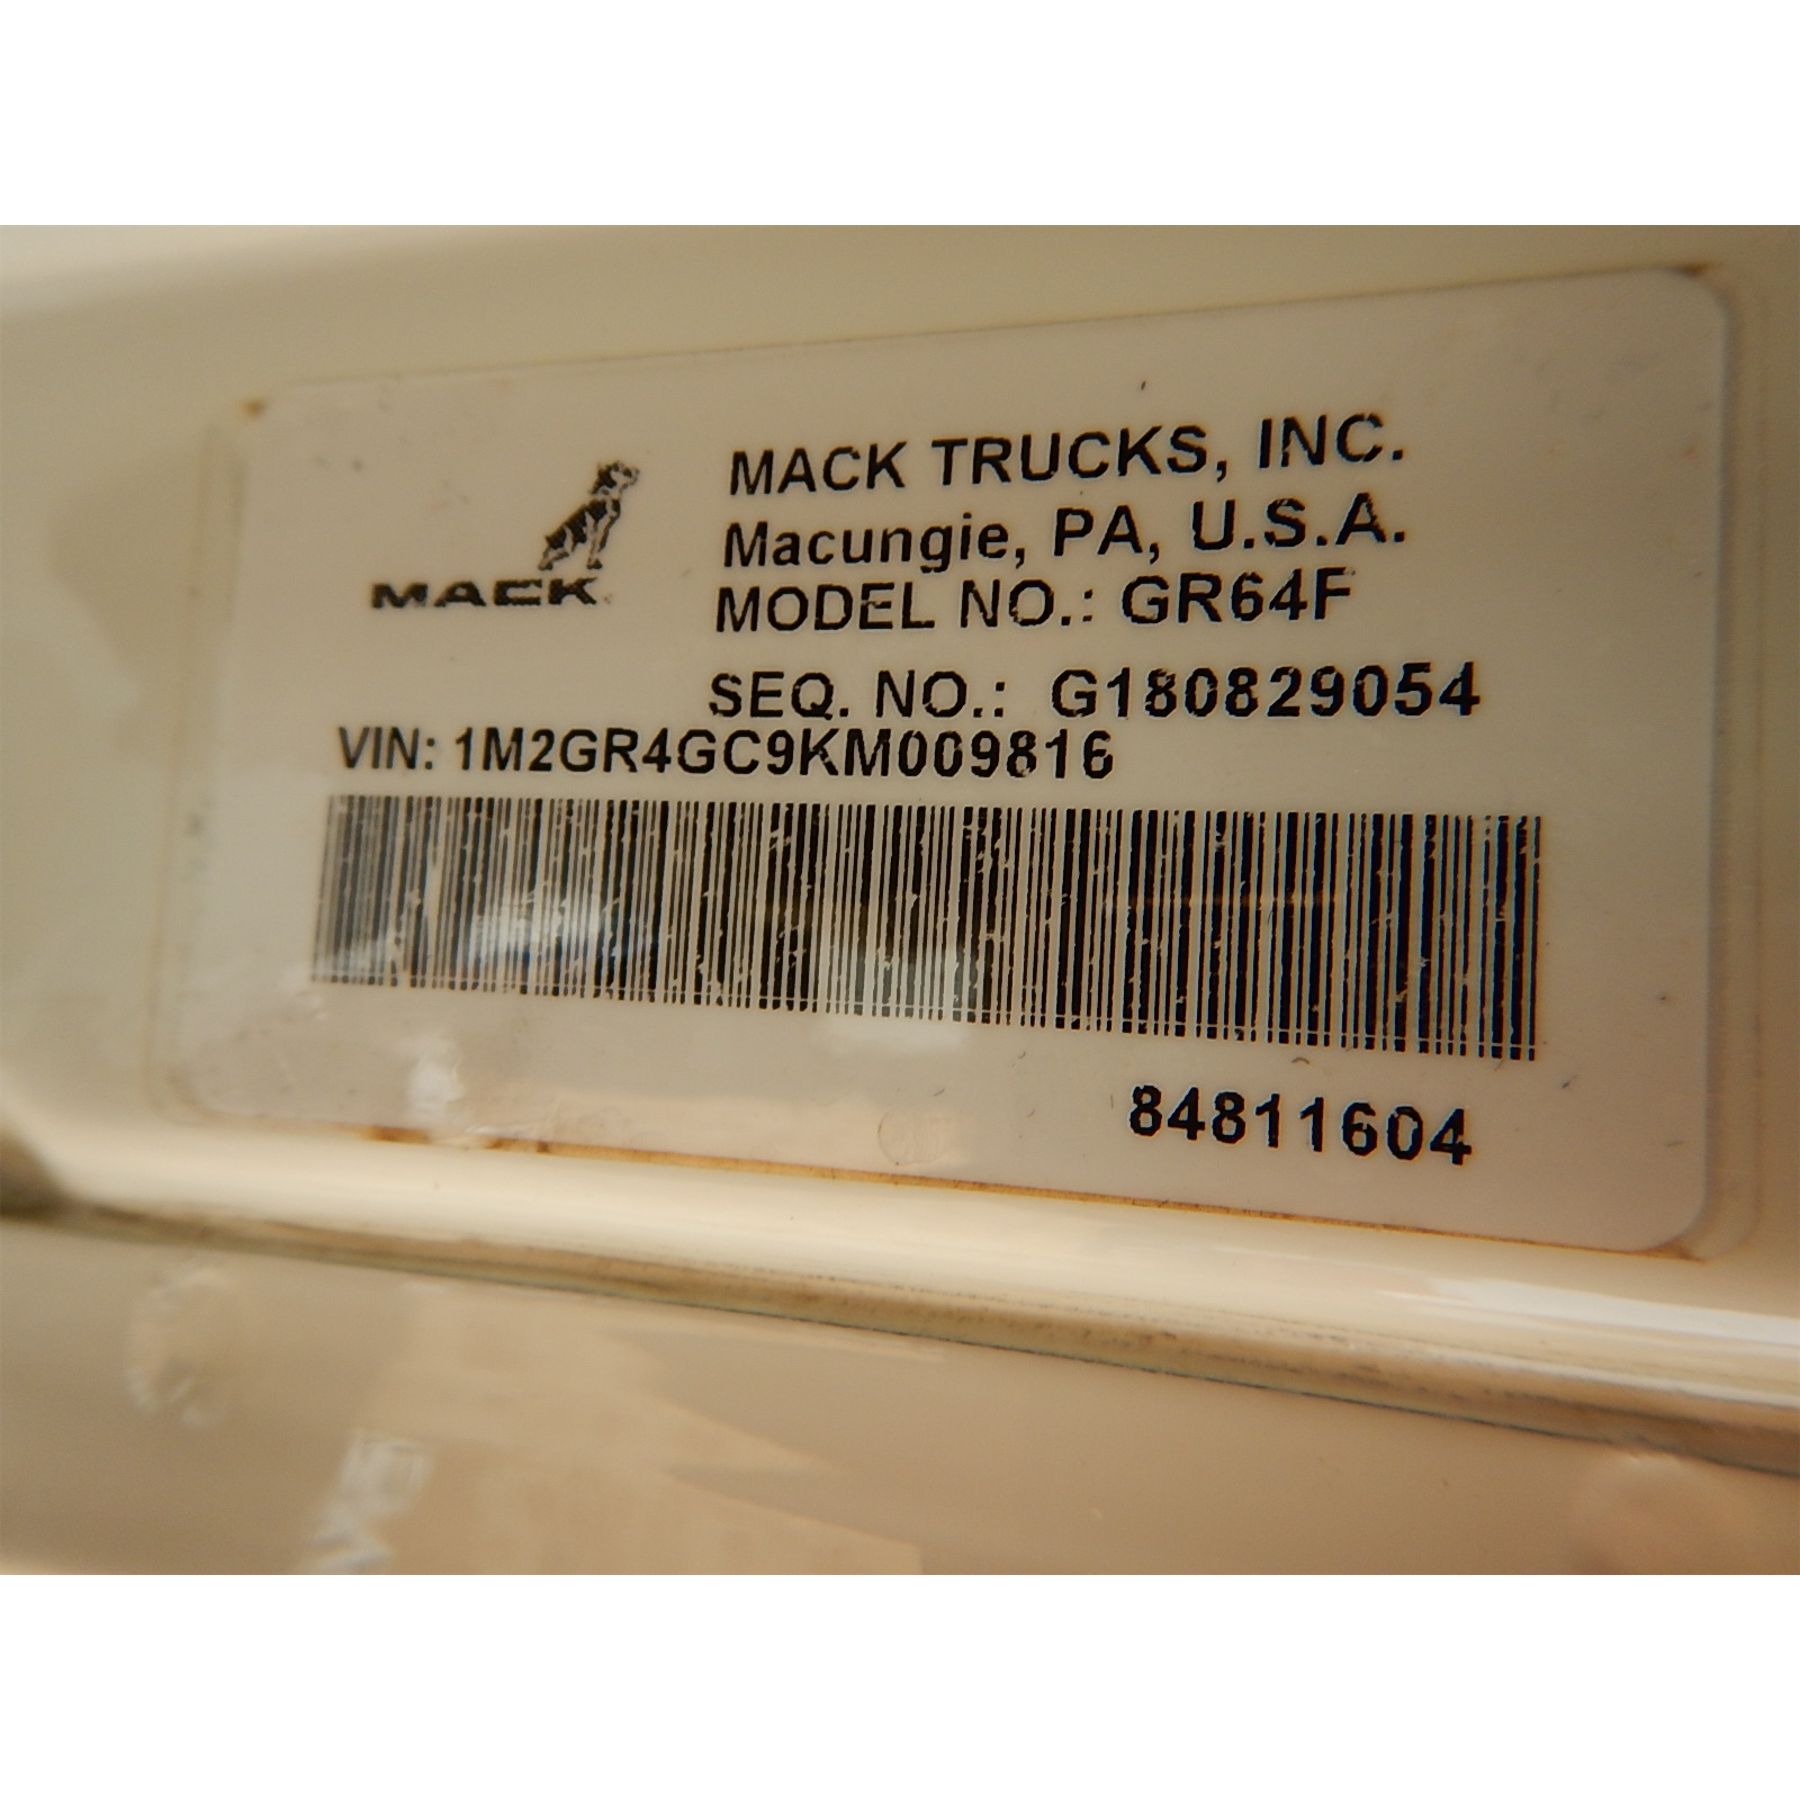 MACK TRUCKS, INC.
Macungie, PA, U.S.A.
MACK
MODEL NO.: GR64F
SEQ. NO.: G180829054
VIN: 1M2GR4GC9KM009816
84811604